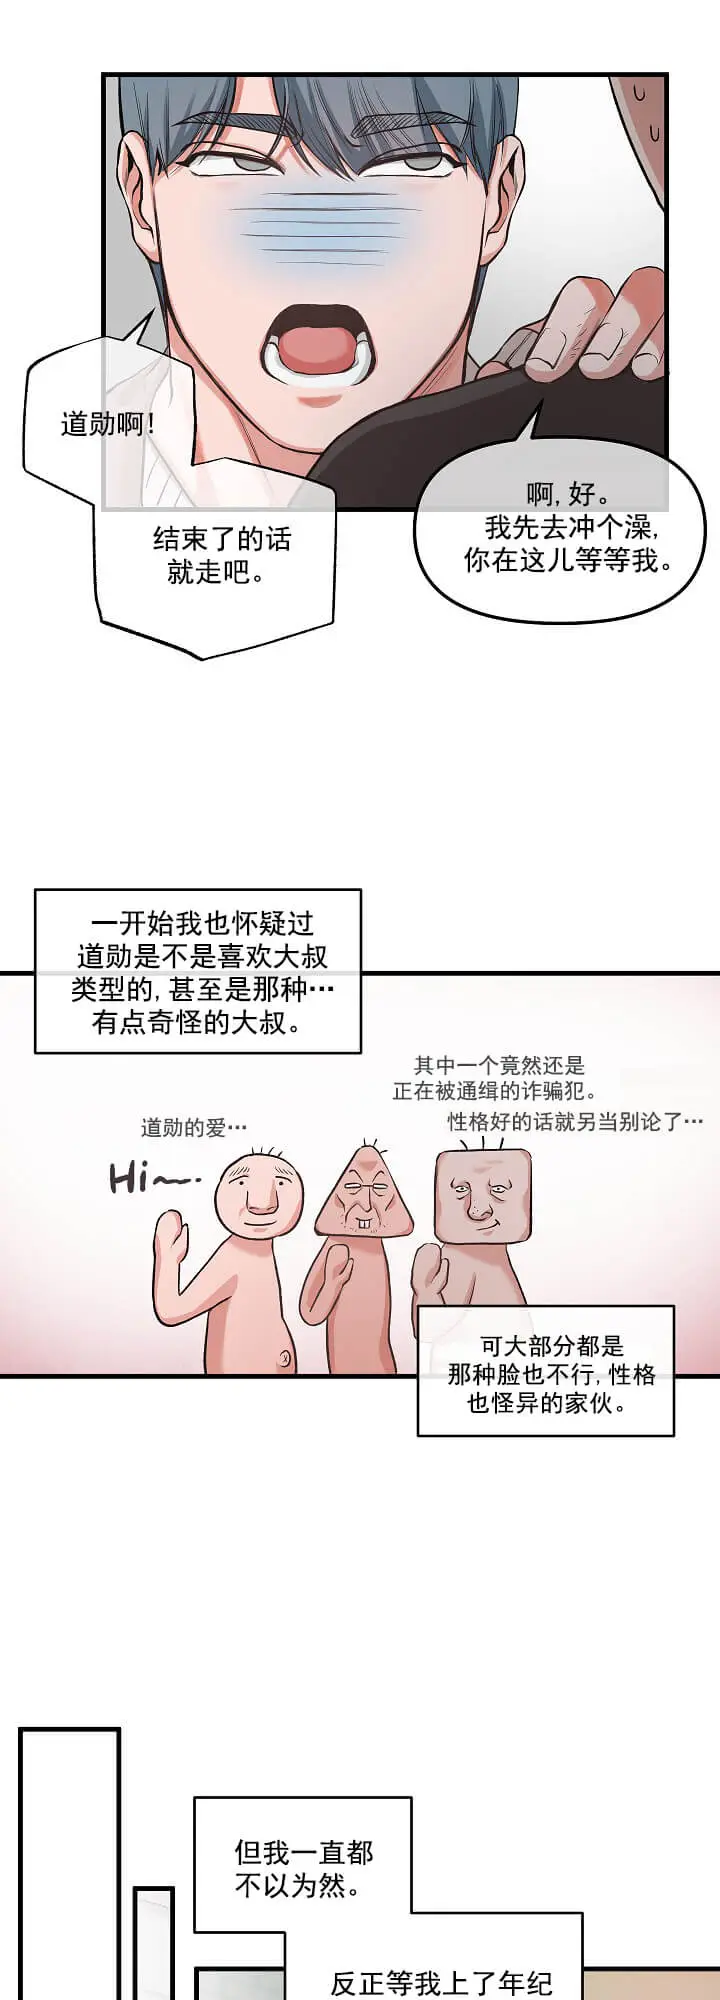 道勋啊!
结束了的话
就走吧。
啊,好。
我先去冲个澡,
你在这儿等等我。
一开始我也怀疑过
道勋是不是喜欢大叔
类型的,甚至是那种…
有点奇怪的大叔。
其中一个竟然还是
正在被通缉的诈骗犯。
性格好的话就另当别论了…
道勋的爱…
Hi~.
可大部分都是
那种脸也不行,性格
也怪异的家伙。
但我一直都
不以为然。
反正等我上了年纪